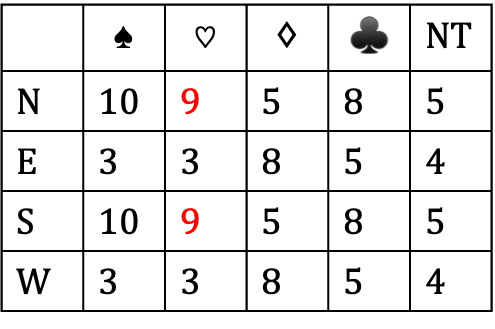 ♠ ♡ ◊ ♣ NT
N 10 9 5 8 5
E 3 3 8 5 4
S 10 9 5 8 5
W 3 3 8 5 4